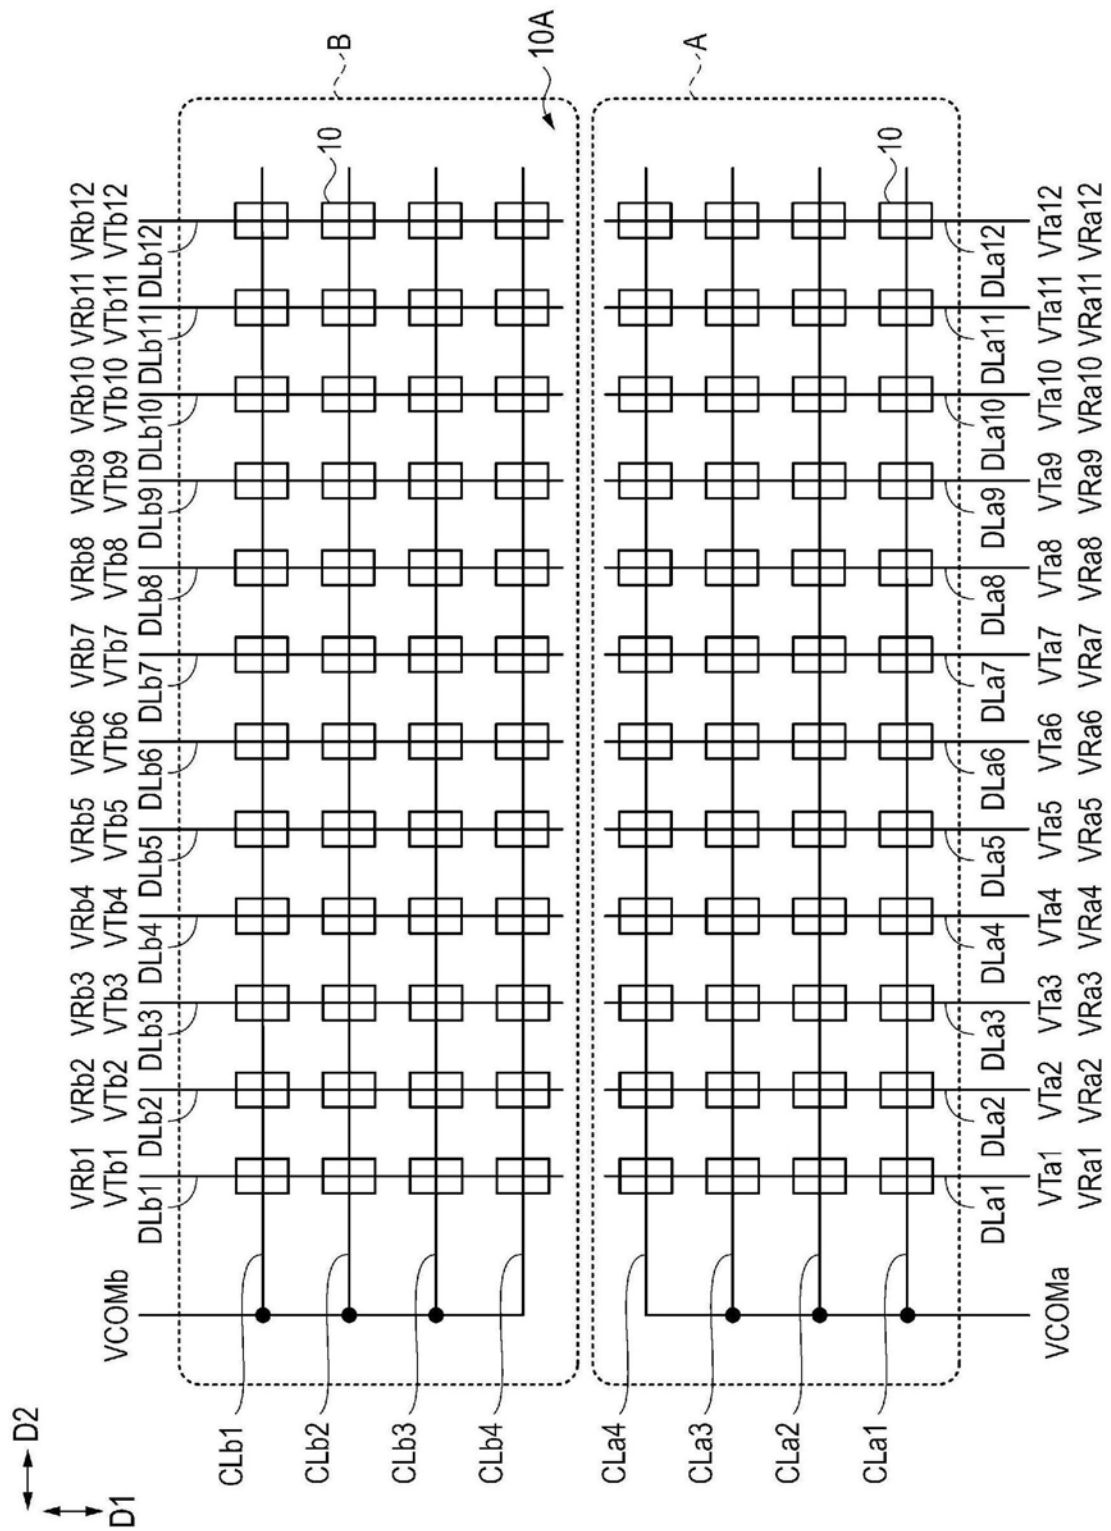 D2
VRb1 VRb2 VRb3 VRb4 VRb5 VRb6 VRb7 VRb8 VRb9 VRb10 VRb11 VRb12
D1 VCOMb VTb1 VTb2 VTb3 VTb4 VTb5 VTb6 VTb7 VTb8 VTb9 VTb10 VTb11 VTb12
DLb1 DLb2 DLb3 DLb4 DLb5 DLb6 DLb7 DLb8 DLb9 DLb10 DLb11 DLb12
CLb1
CLb2 10 B
CLb3
CLb4
10A
CLa4
CLa3 A
CLa2
CLa1 10
DLa1 DLa2 DLa3 DLa4 DLa5 DLa6 DLa7 DLa8 DLa9 DLa10 DLa11 DLa12
VCOMa VTa1 VTa2 VTa3 VTa4 VTa5 VTa6 VTa7 VTa8 VTa9 VTa10 VTa11 VTa12
VRa1 VRa2 VRa3 VRa4 VRa5 VRa6 VRa7 VRa8 VRa9 VRa10 VRa11 VRa12